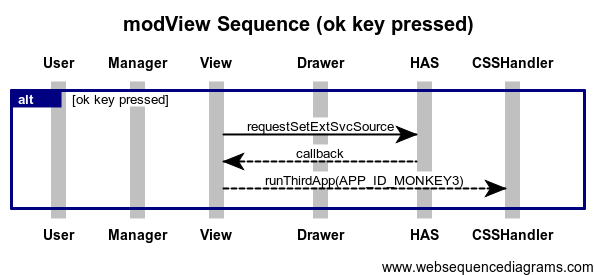 modView Sequence (ok key pressed)
User Manager View Drawer HAS CSSHandler
alt [ok key pressed]
requestSetExtSvcSource
callback
runThirdApp(APP_ID_MONKEY3)
User Manager View Drawer HAS CSSHandler
www.websequencediagrams.com